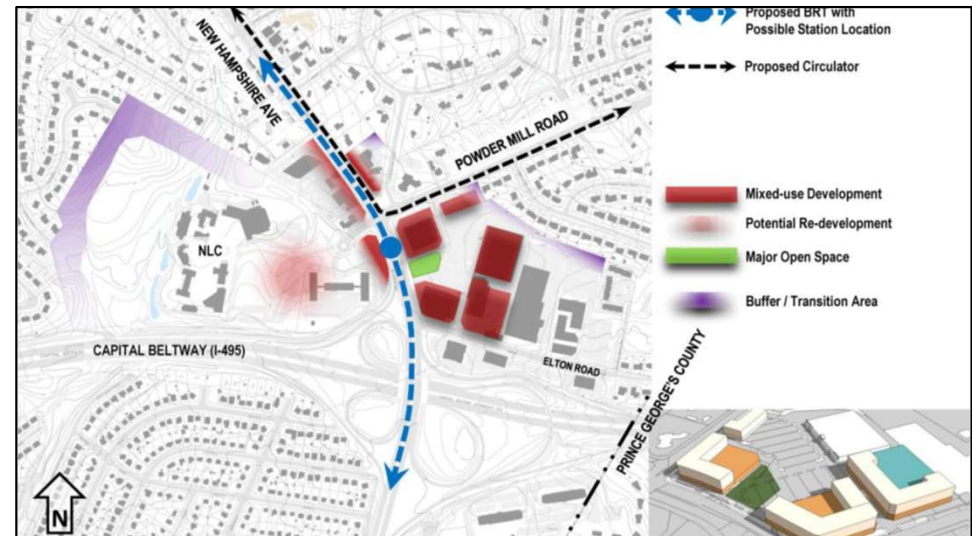 Proposed BRT with
Possible Station Location
Proposed Circulator
NEW HAMPSHIRE AVE
POWDER MILL ROAD
Mixed-use Development
Potential Re-development
Major Open Space
Buffer / Transition Area
NLC
CAPITAL BELTWAY (I-495)
ELTON ROAD
PRINCE GEORGE'S COUNTY
N